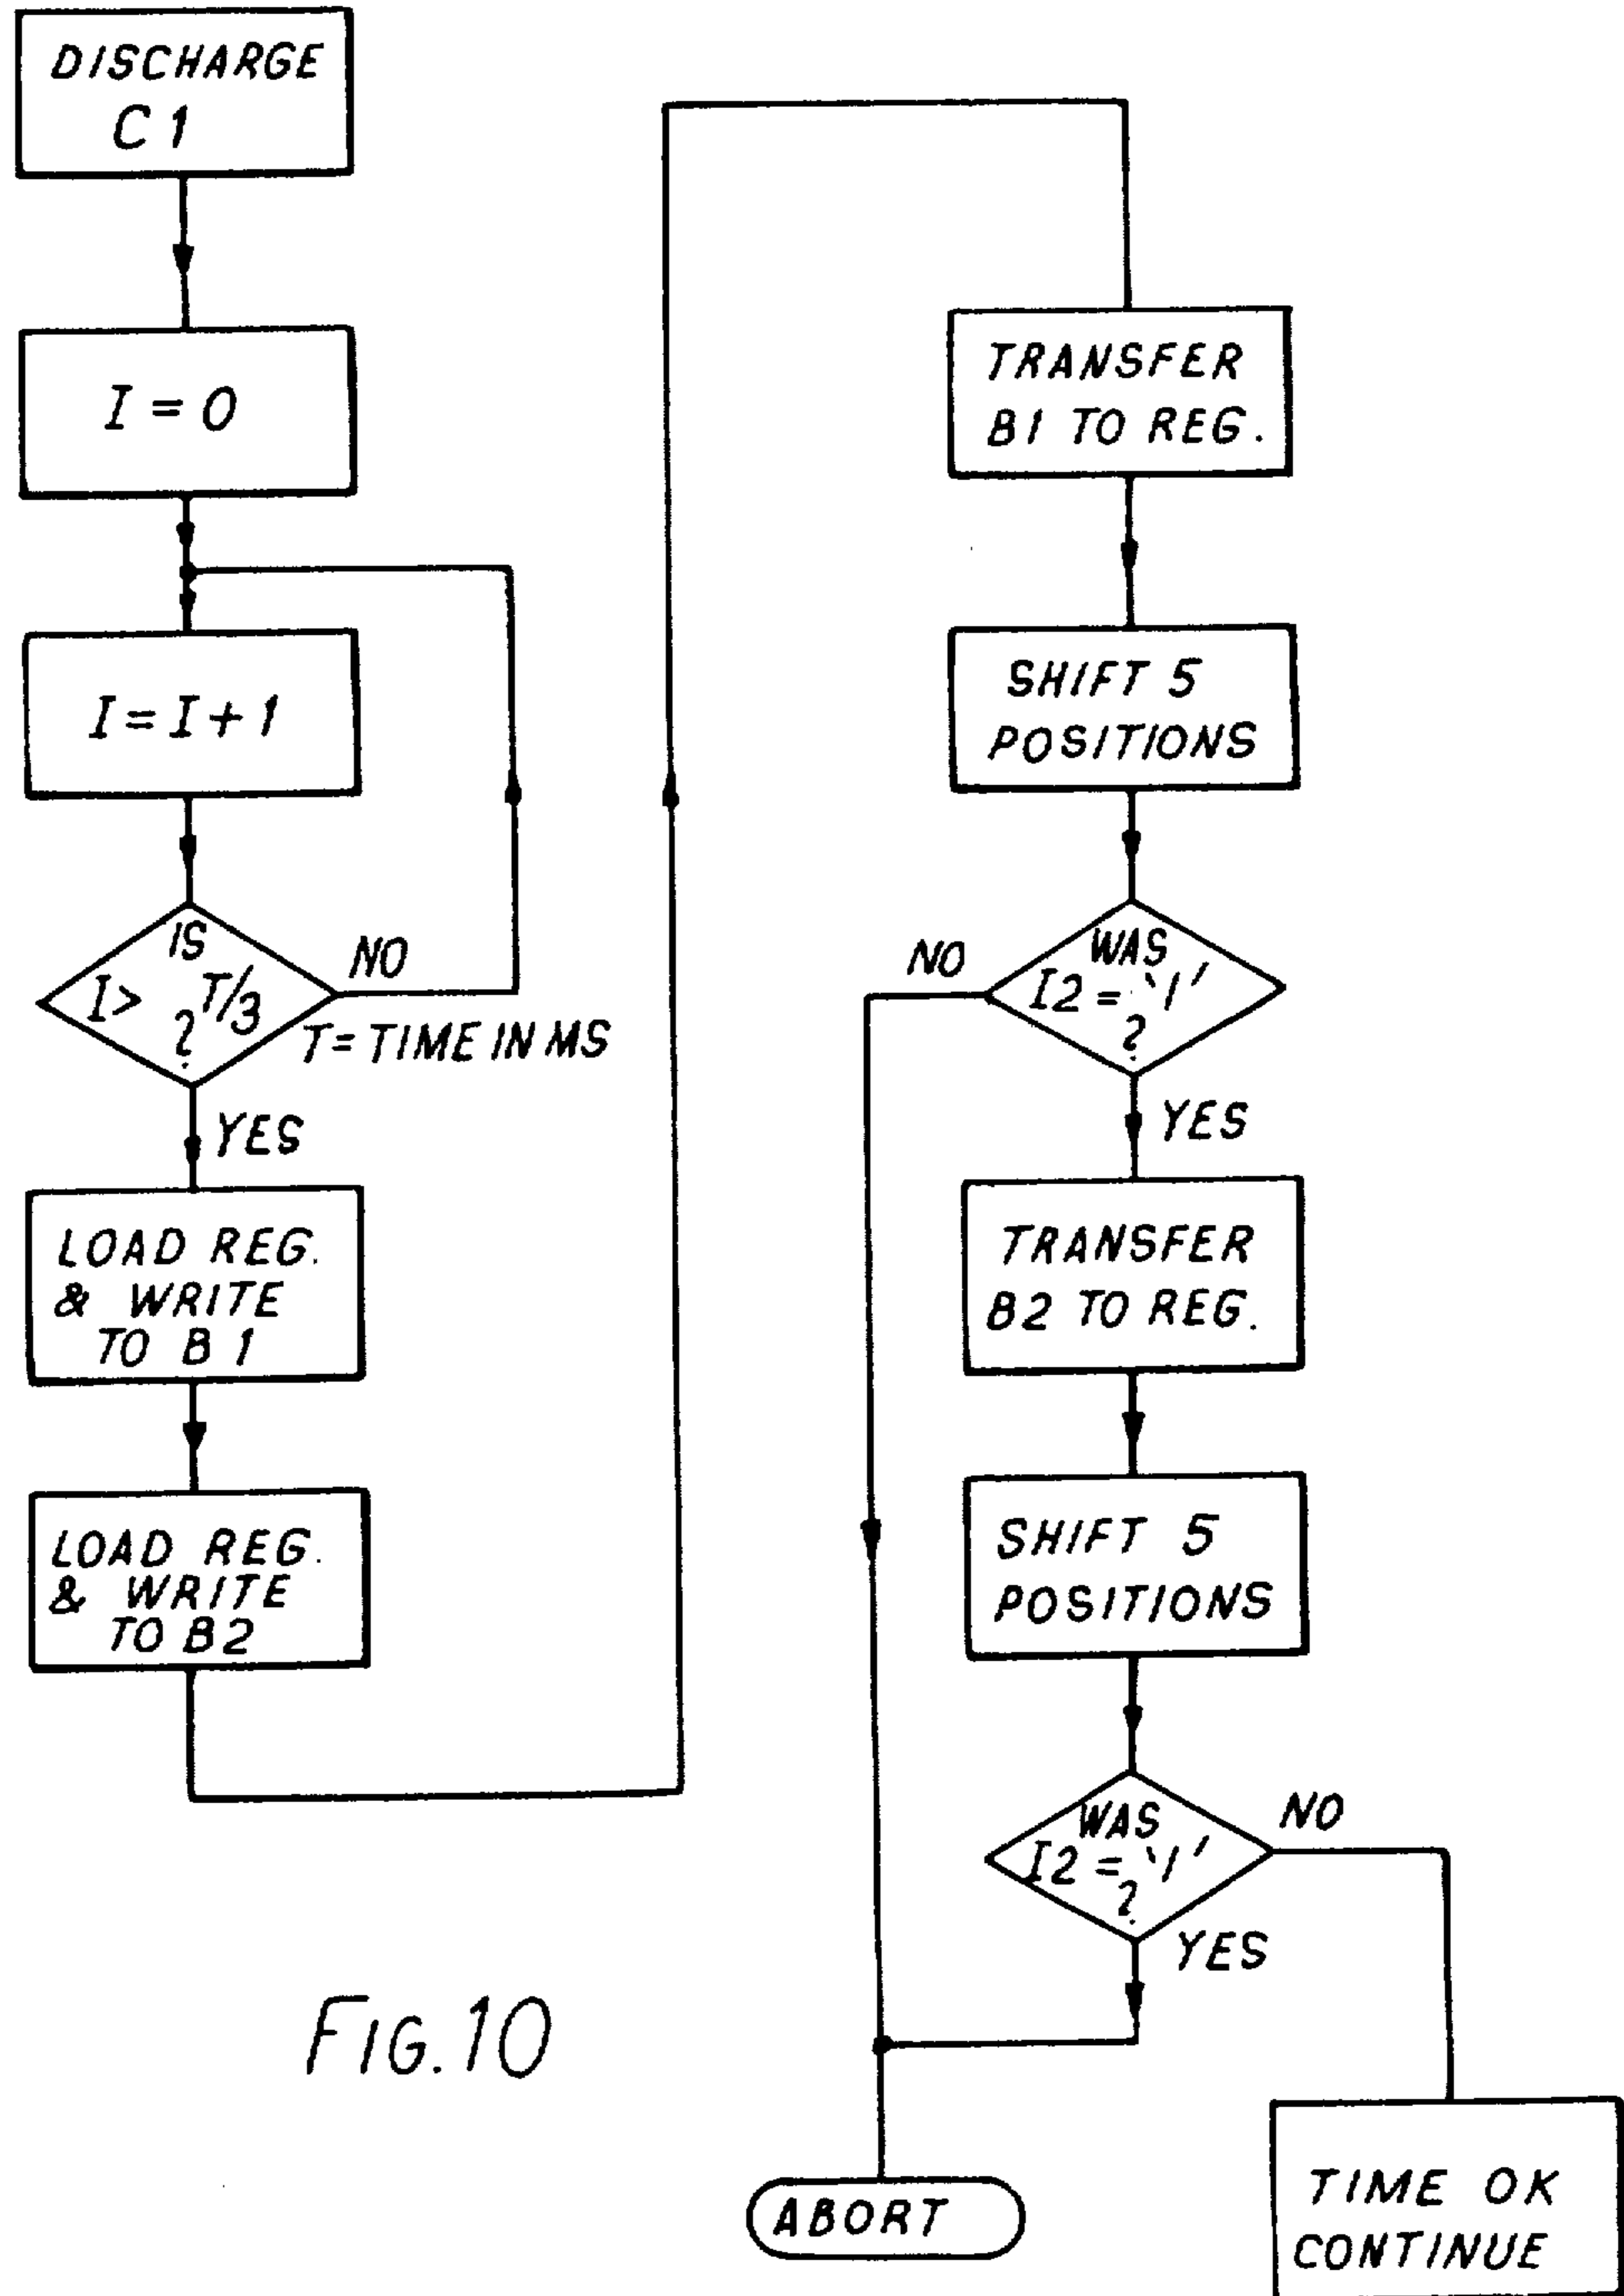 DISCHARGE
C1
I = 0
I = I + 1
IS
I > T/3
?
NO
T = TIME IN MS
YES
LOAD REG.
& WRITE
TO B1
LOAD REG.
& WRITE
TO B2
TRANSFER
B1 TO REG.
SHIFT 5
POSITIONS
WAS
I2 = '1'
?
NO
YES
TRANSFER
B2 TO REG.
SHIFT 5
POSITIONS
WAS
I2 = '1'
?
NO
YES
ABORT
TIME OK
CONTINUE
FIG. 10